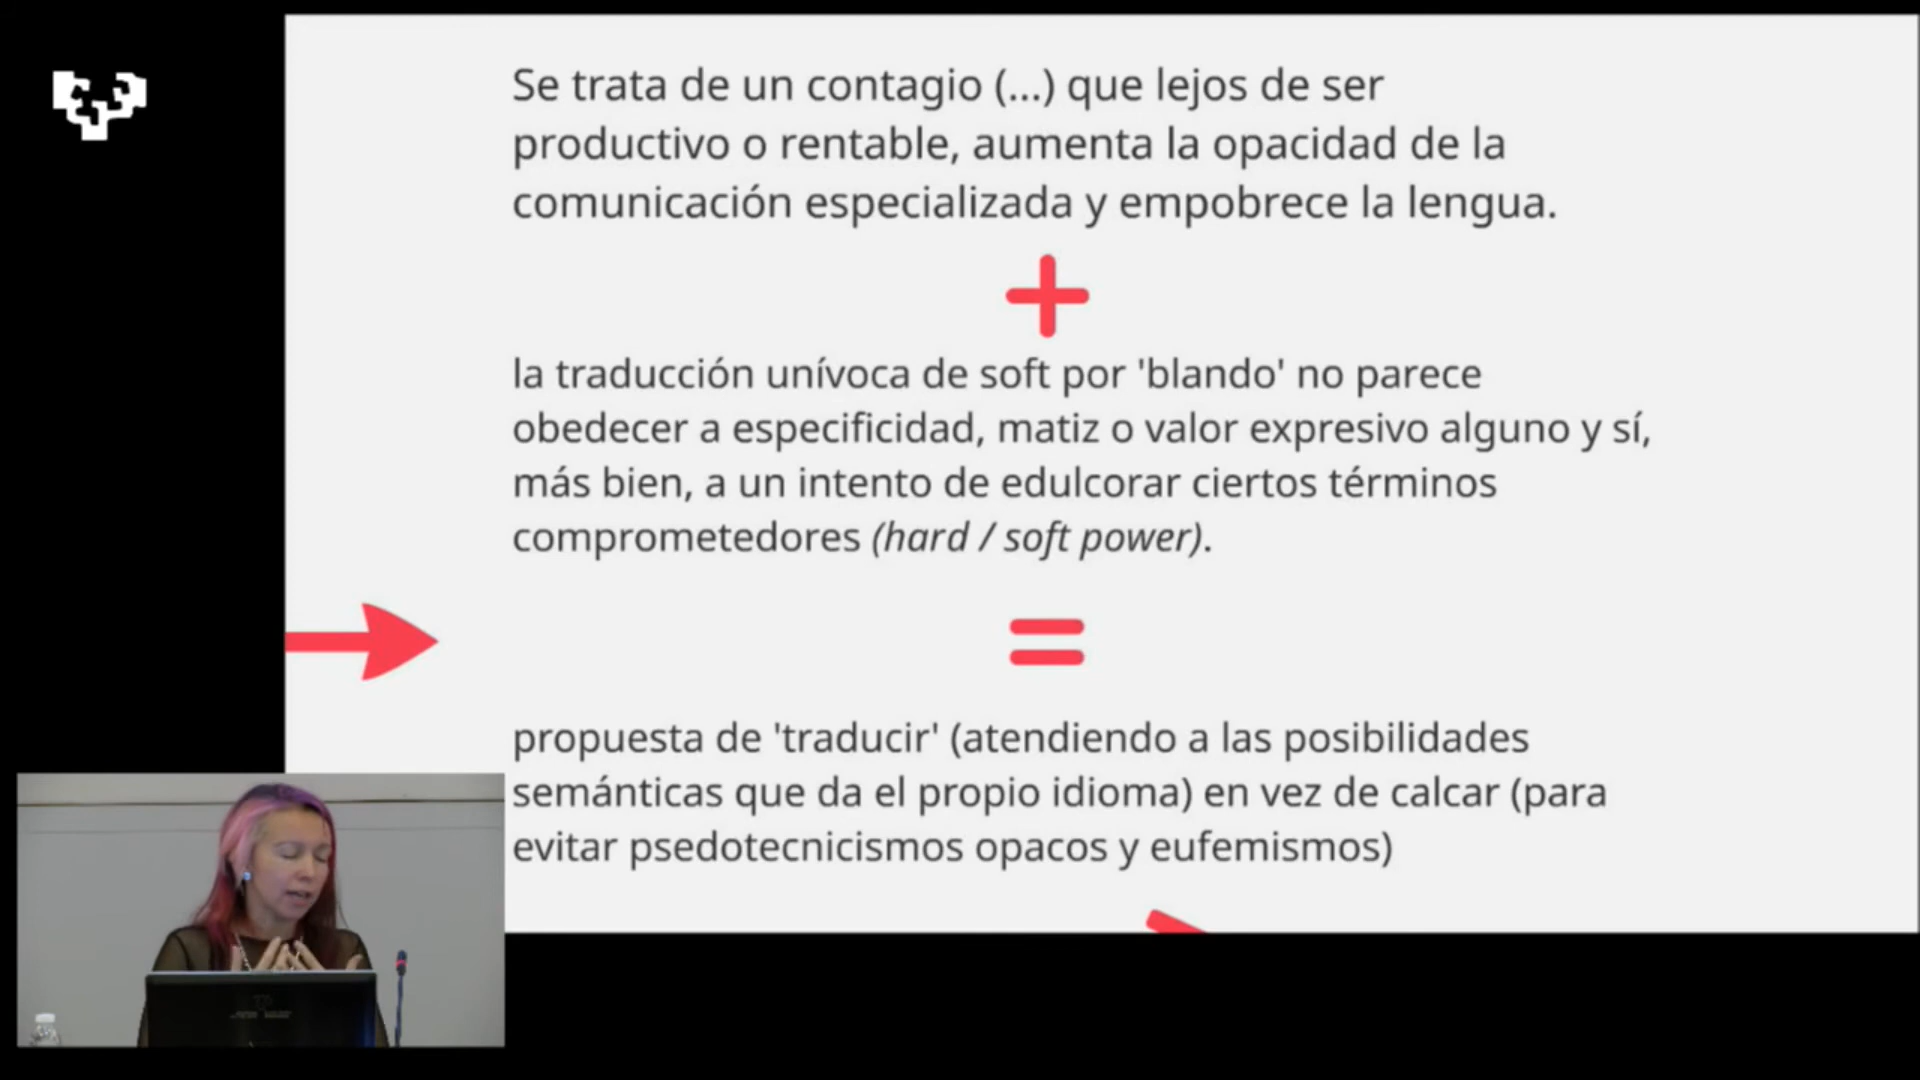 Se trata de un contagio (...) que lejos de ser
productivo o rentable, aumenta la opacidad de la
comunicación especializada y empobrece la lengua.
+
la traducción unívoca de soft por 'blando' no parece
obedecer a especificidad, matiz o valor expresivo alguno y sí,
más bien, a un intento de edulcorar ciertos términos
comprometedores (hard / soft power).
=
propuesta de 'traducir' (atendiendo a las posibilidades
semánticas que da el propio idioma) en vez de calcar (para
evitar psedotecnicismos opacos y eufemismos)